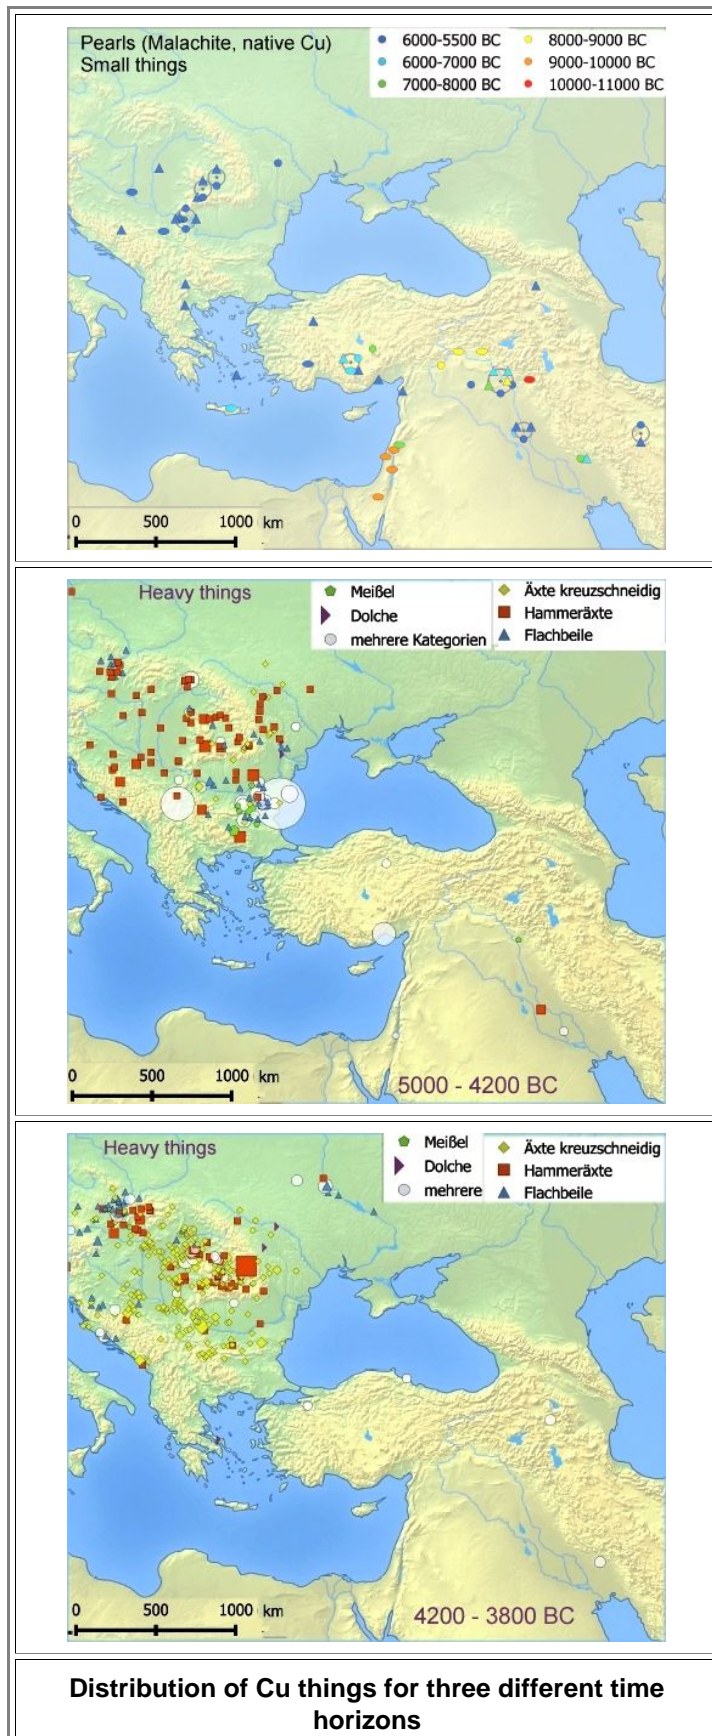 Pearls (Malachite, native Cu)
Small things
6000-5500 BC
6000-7000 BC
7000-8000 BC
8000-9000 BC
9000-10000 BC
10000-11000 BC
0 500 1000 km
Heavy things
Meißel
Dolche
mehrere Kategorien
Äxte kreuzschneidig
Hammeräxte
Flachbeile
0 500 1000 km
5000 - 4200 BC
Heavy things
Meißel
Dolche
mehrere
Äxte kreuzschneidig
Hammeräxte
Flachbeile
0 500 1000 km
4200 - 3800 BC
Distribution of Cu things for three different time
horizons